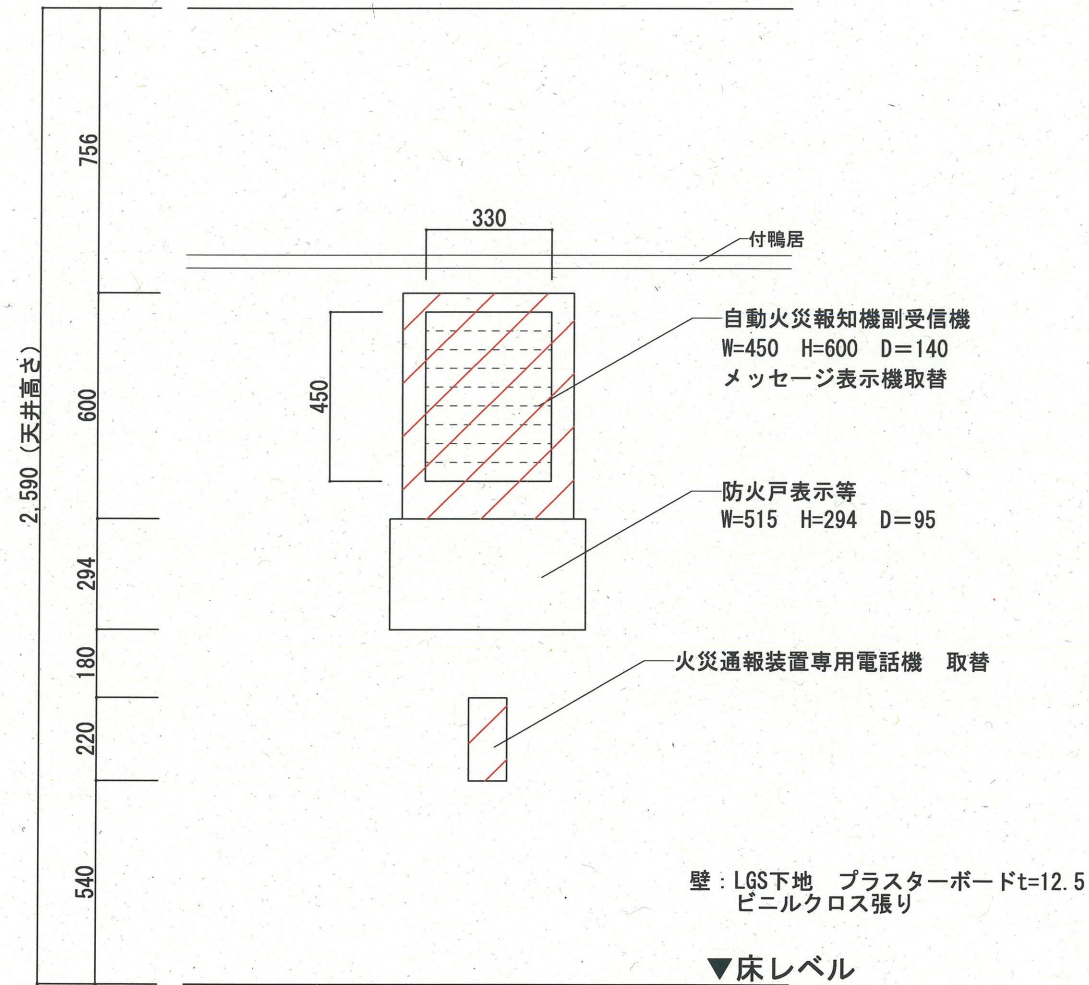 756
330
付鴨居
自動火災報知機副受信機
W=450 H=600 D=140
メッセージ表示機取替
2,590（天井高さ）
600
450
防火戸表示等
W=515 H=294 D=95
294
180
火災通報装置専用電話機 取替
220
540
壁：LGS下地 プラスターボードt=12.5
ビニルクロス張り
▼床レベル